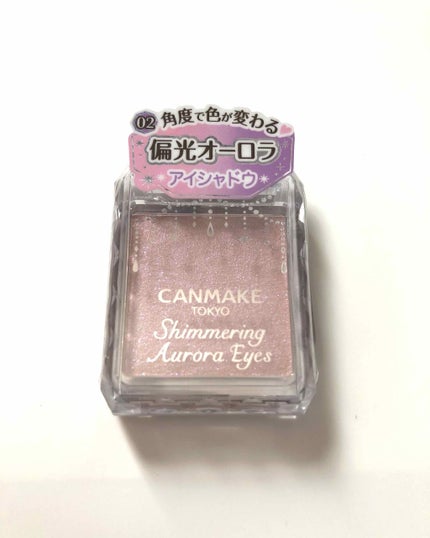 02 角度で色が変わる
偏光オーロラ
アイシャドウ
CANMAKE
TOKYO
Shimmering
Aurora Eyes